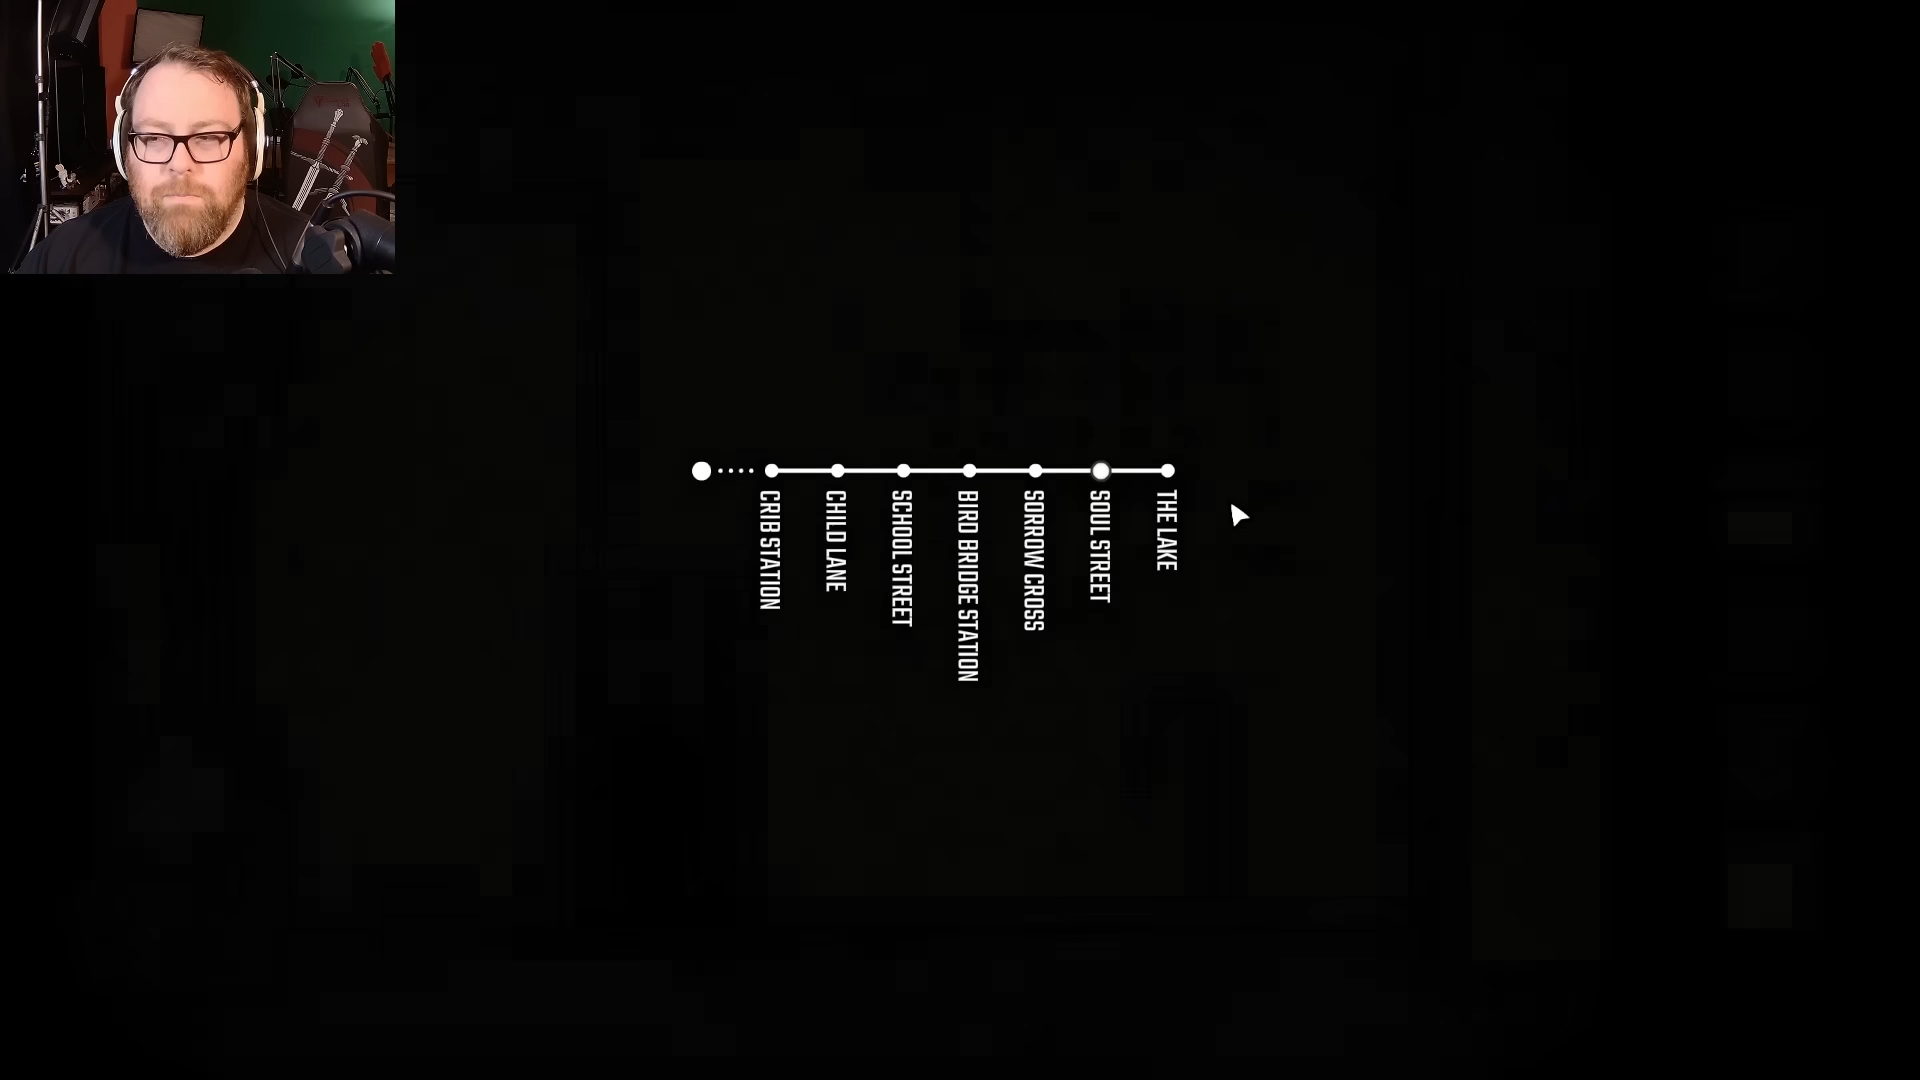 CRIB STATION
CHILD LANE
SCHOOL STREET
BIRD BRIDGE STATION
SORROW CROSS
SOUL STREET
THE LAKE